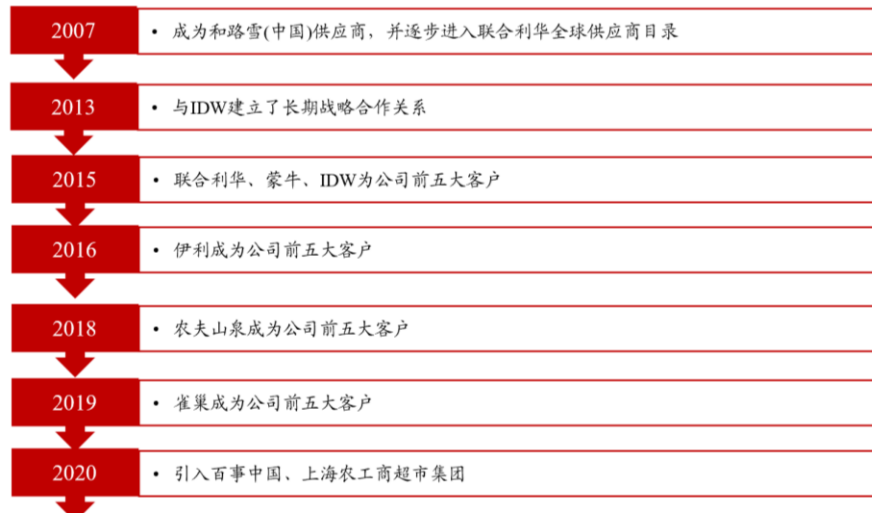 2007
• 成为和路雪(中国)供应商，并逐步进入联合利华全球供应商目录
2013
• 与IDW建立了长期战略合作关系
2015
• 联合利华、蒙牛、IDW为公司前五大客户
2016
• 伊利成为公司前五大客户
2018
• 农夫山泉成为公司前五大客户
2019
• 雀巢成为公司前五大客户
2020
• 引入百事中国、上海农工商超市集团